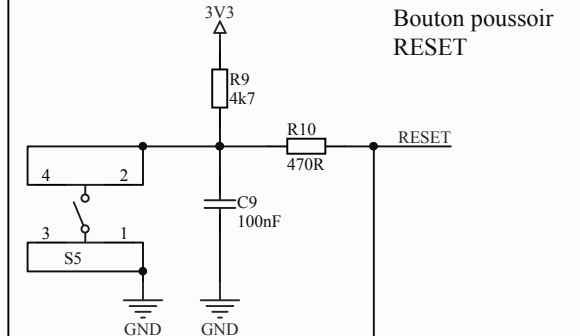 3V3
Bouton poussoir
RESET
R9
4k7
R10
RESET
470R
4 2
C9
100nF
3 1
S5
GND GND